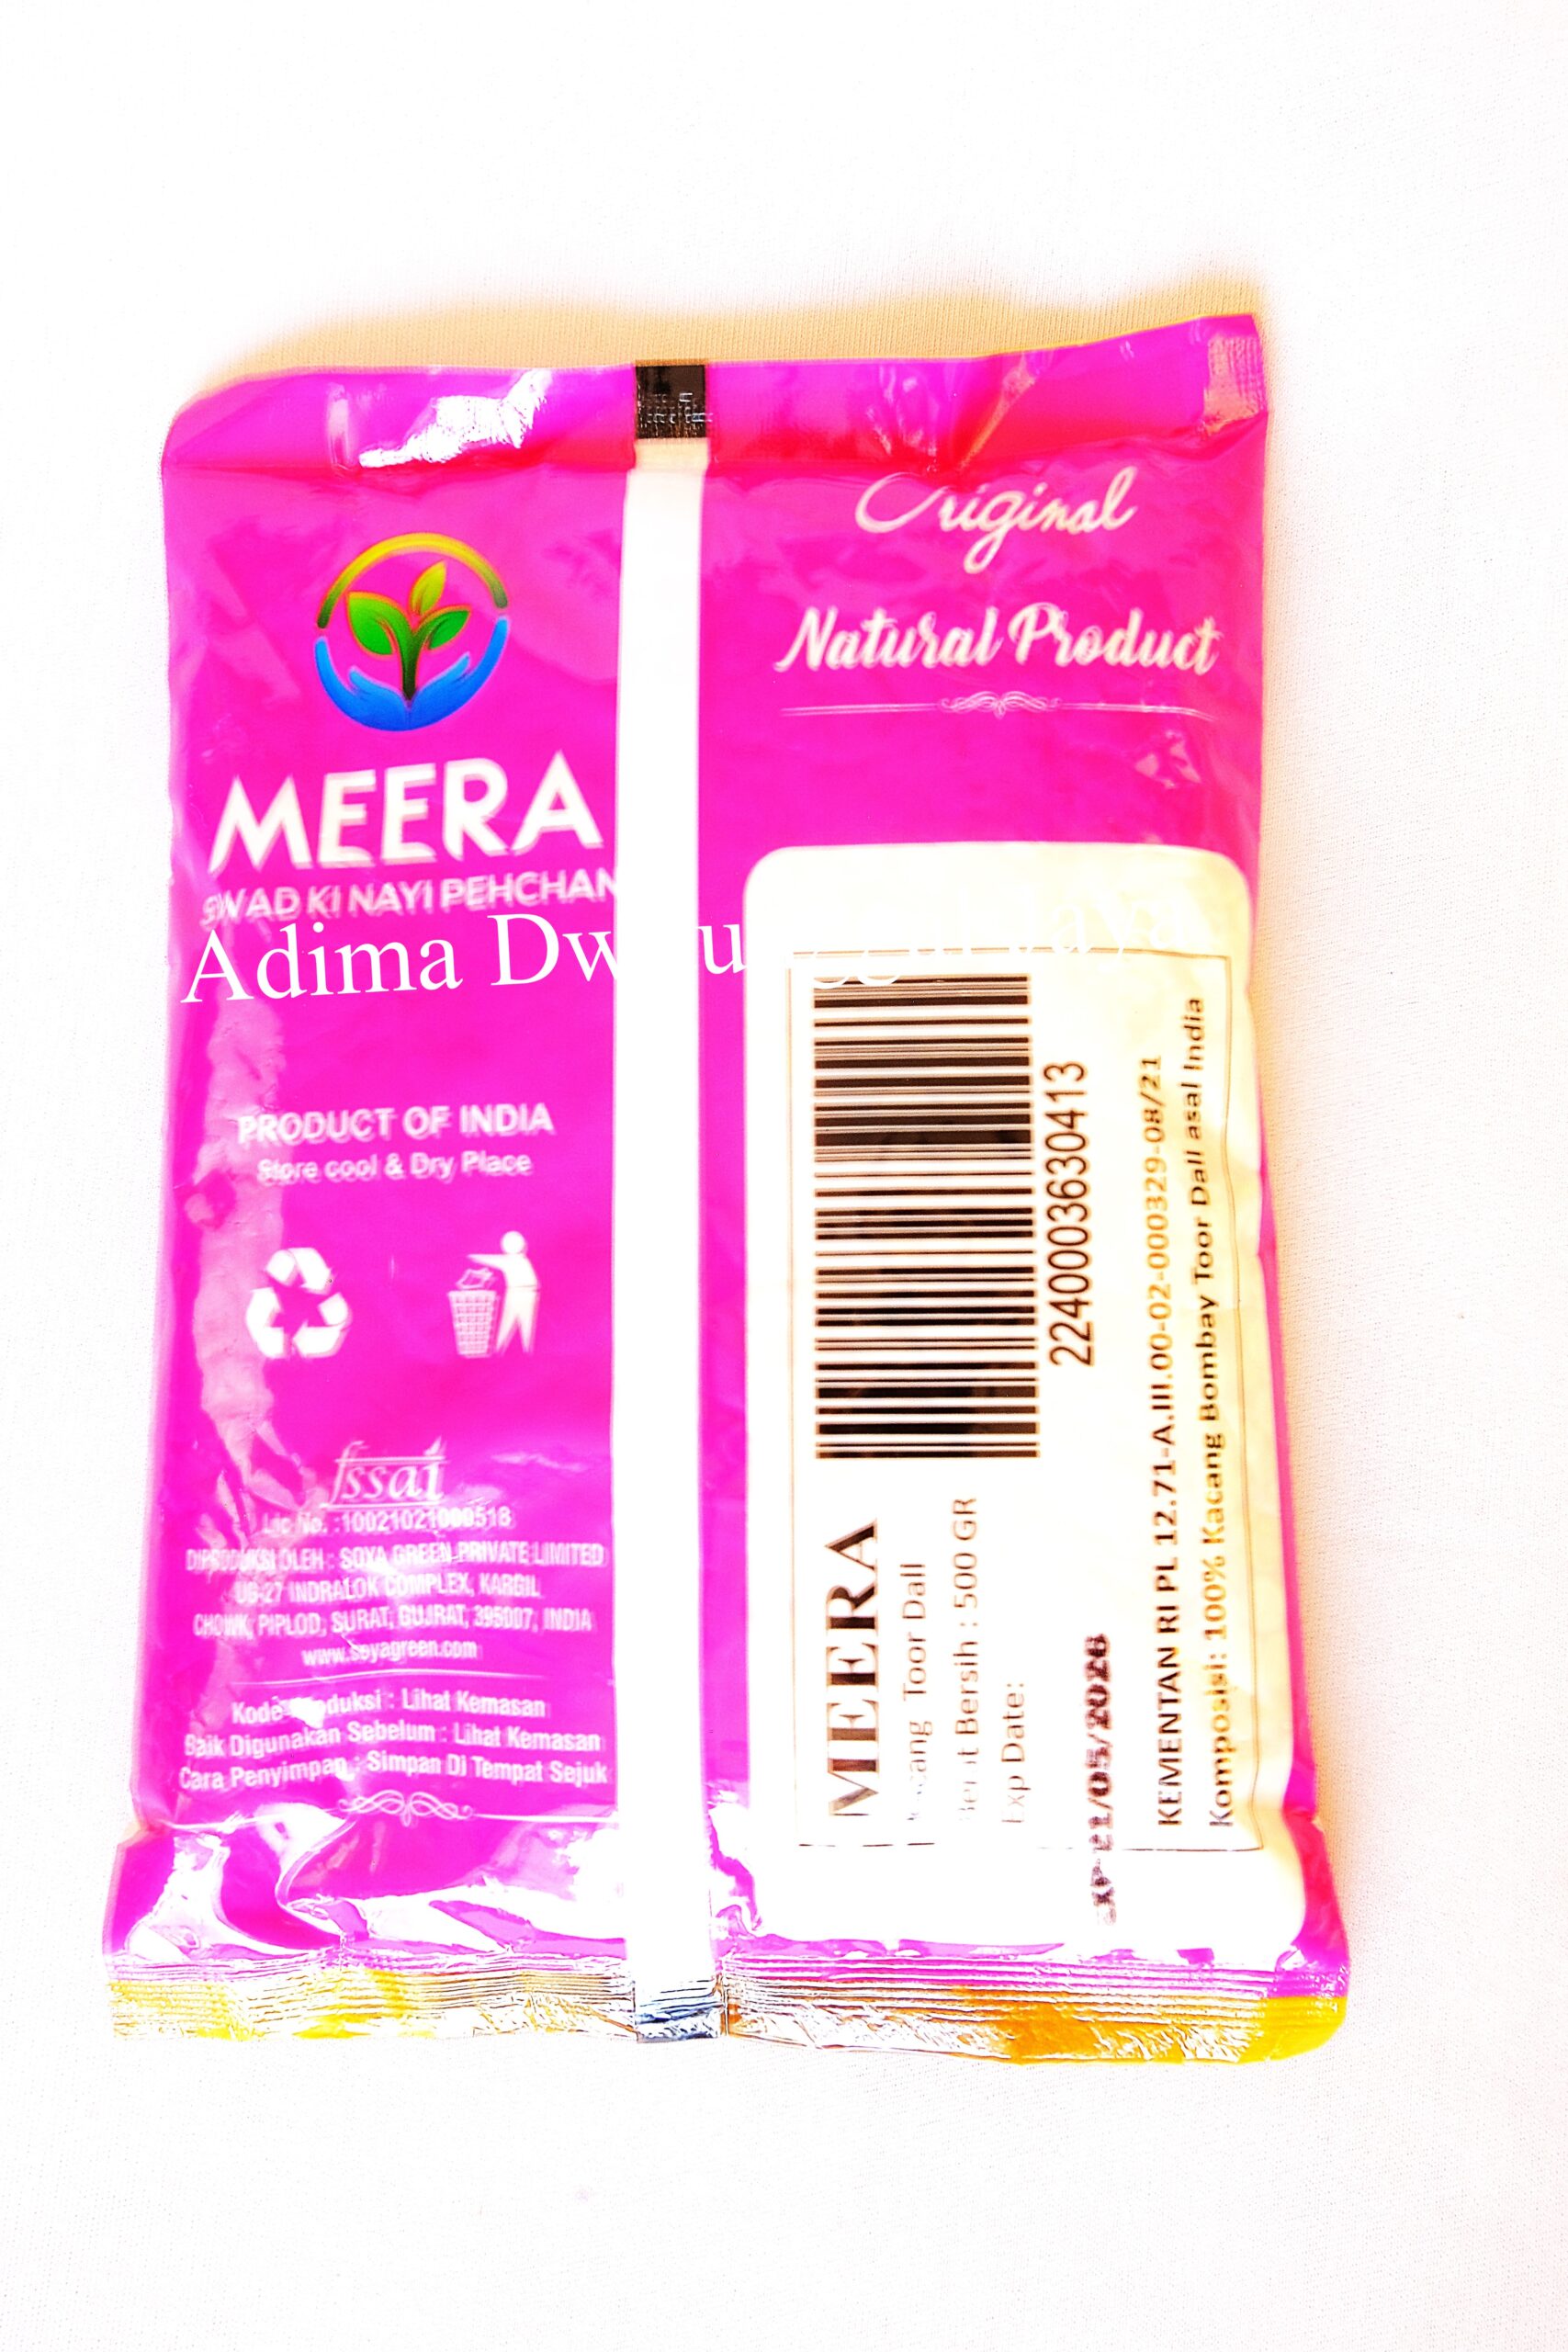 Original
Natural Product
MEERA
SWAD KI NAYI PEHCHAN
Adima
PRODUCT OF INDIA
Store cool & Dry Place
fssai
Lic No. :10021021000518
DIPRODUKSI OLEH : SOYA GREEN PRIVATE LIMITED
UG-27 INDRALOK COMPLEX, KARGIL
CHOWK, PIPLOD, SURAT, GUJRAT, 395007, INDIA
www.soyagreen.com
Kode Produksi : Lihat Kemasan
Baik Digunakan Sebelum : Lihat Kemasan
Cara Penyimpan : Simpan Di Tempat Sejuk
2240003630413
MEERA
Toor Dall
Bersih : 500 GR
Exp Date:
KEMENTAN RI PL 12.71-A.III.00-02-000329-08/21
Komposisi: 100% Kacang Bombay Toor Dall asal India